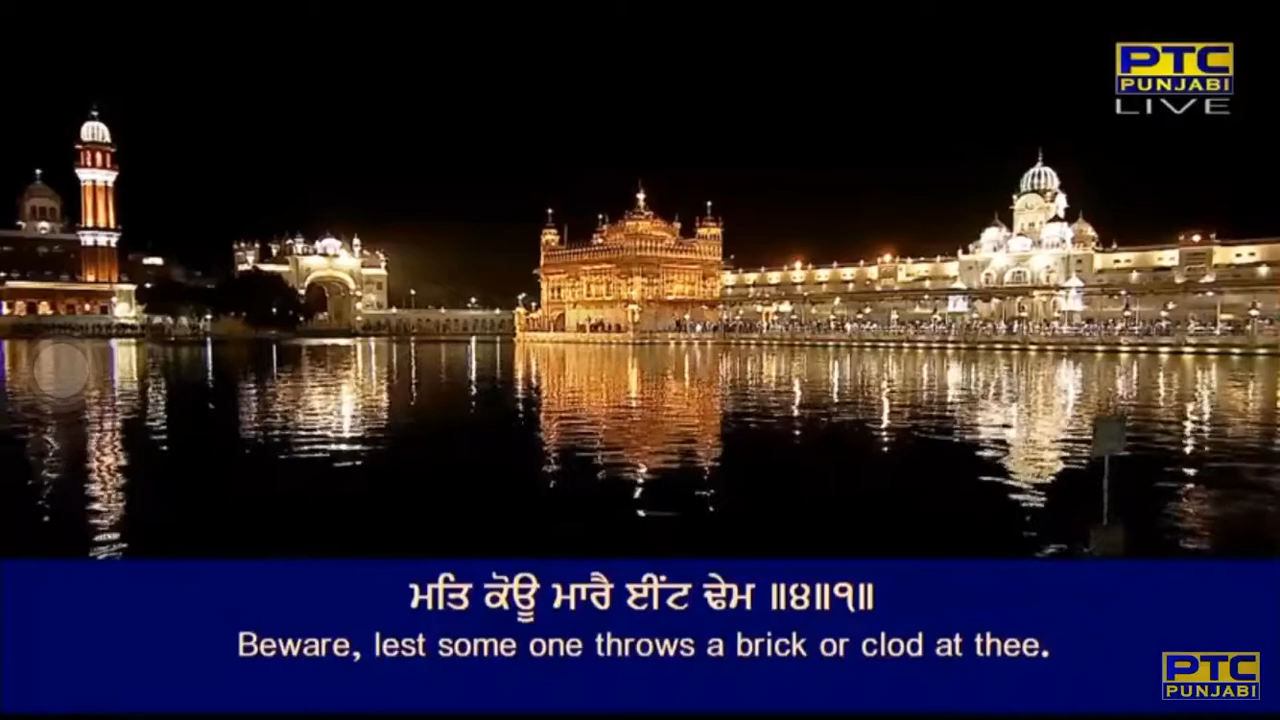 PTC
PUNJABI
LIVE
ਮਤਿ ਕੋਊ ਮਾਰੈ ਈਂਟ ਢੇਮ ॥੪॥੧॥
Beware, lest some one throws a brick or clod at thee.
PTC
PUNJABI